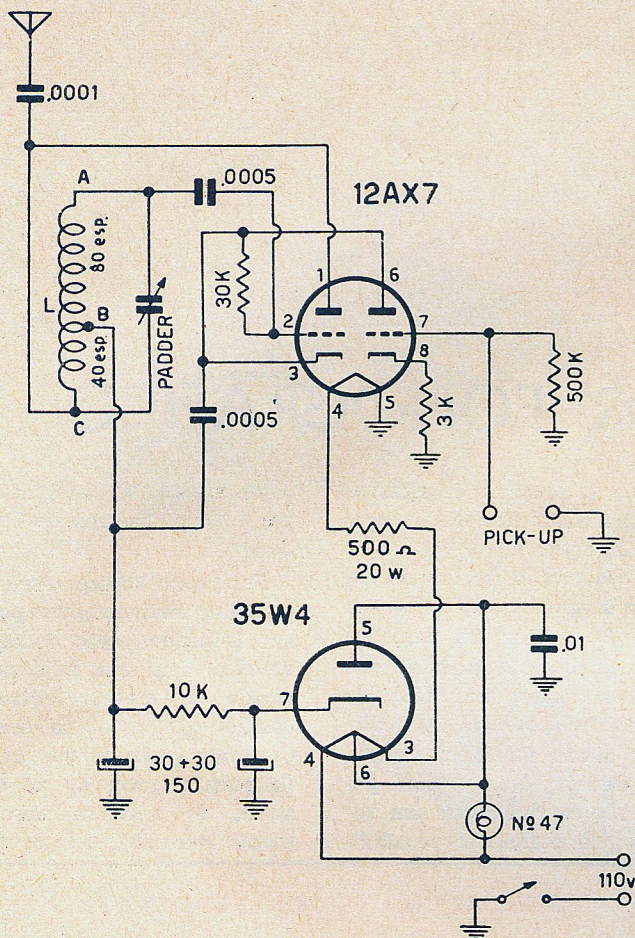 .0001
A
.0005
12AX7
80 esp.
L
B
40 esp.
PADDER
C
30K
1
6
2
7
3
8
4
5
.0005
3K
500K
PICK-UP
500 Ω
20 w
35W4
5
.01
10 K
7
4
3
6
30+30
150
Nº 47
110v